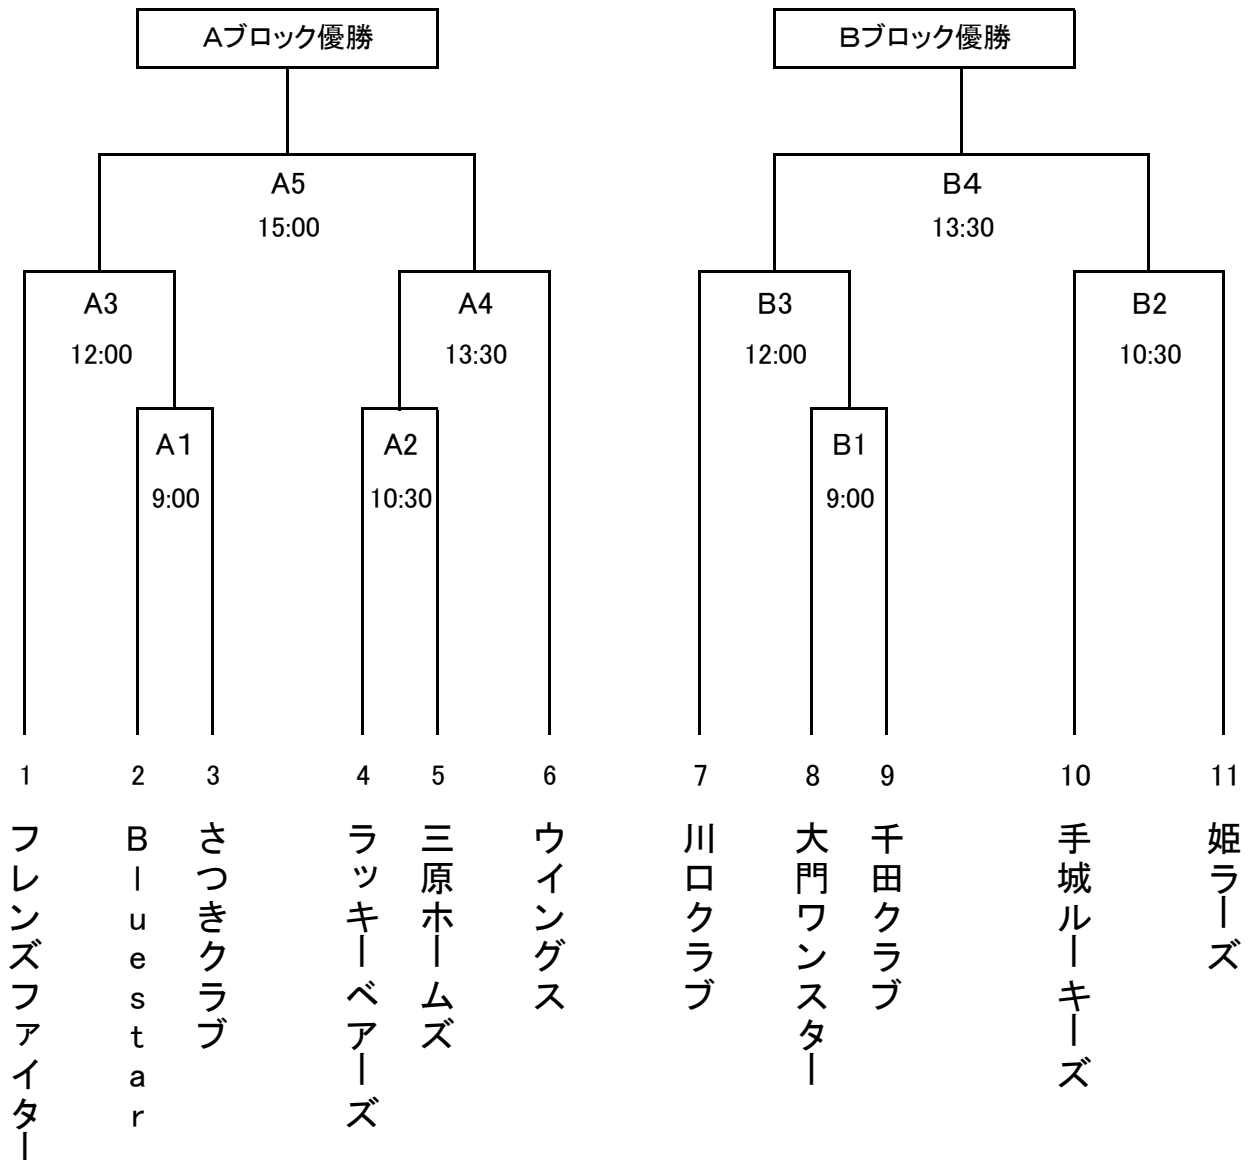 Aブロック優勝
Bブロック優勝
A5
15:00
B4
13:30
A3
12:00
A4
13:30
B3
12:00
B2
10:30
A1
9:00
A2
10:30
B1
9:00
1
2
3
4
5
6
7
8
9
10
11
フレンズファイター
Bluestar
さつきクラブ
ラッキーベアーズ
三原ホームズ
ウイングス
川口クラブ
大門ワンスター
千田クラブ
手城ルーキーズ
姫ラーズ